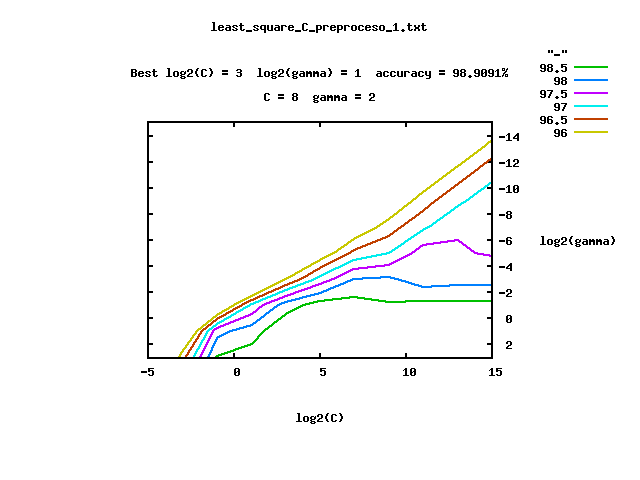 least_square_C_preproceso_1.txt
Best log2(C) = 3  log2(gamma) = 1  accuracy = 98.9091%
C = 8  gamma = 2
"-"
98.5
98
97.5
97
96.5
96
-14
-12
-10
-8
-6
-4
-2
0
2
log2(gamma)
-5 0 5 10 15
log2(C)